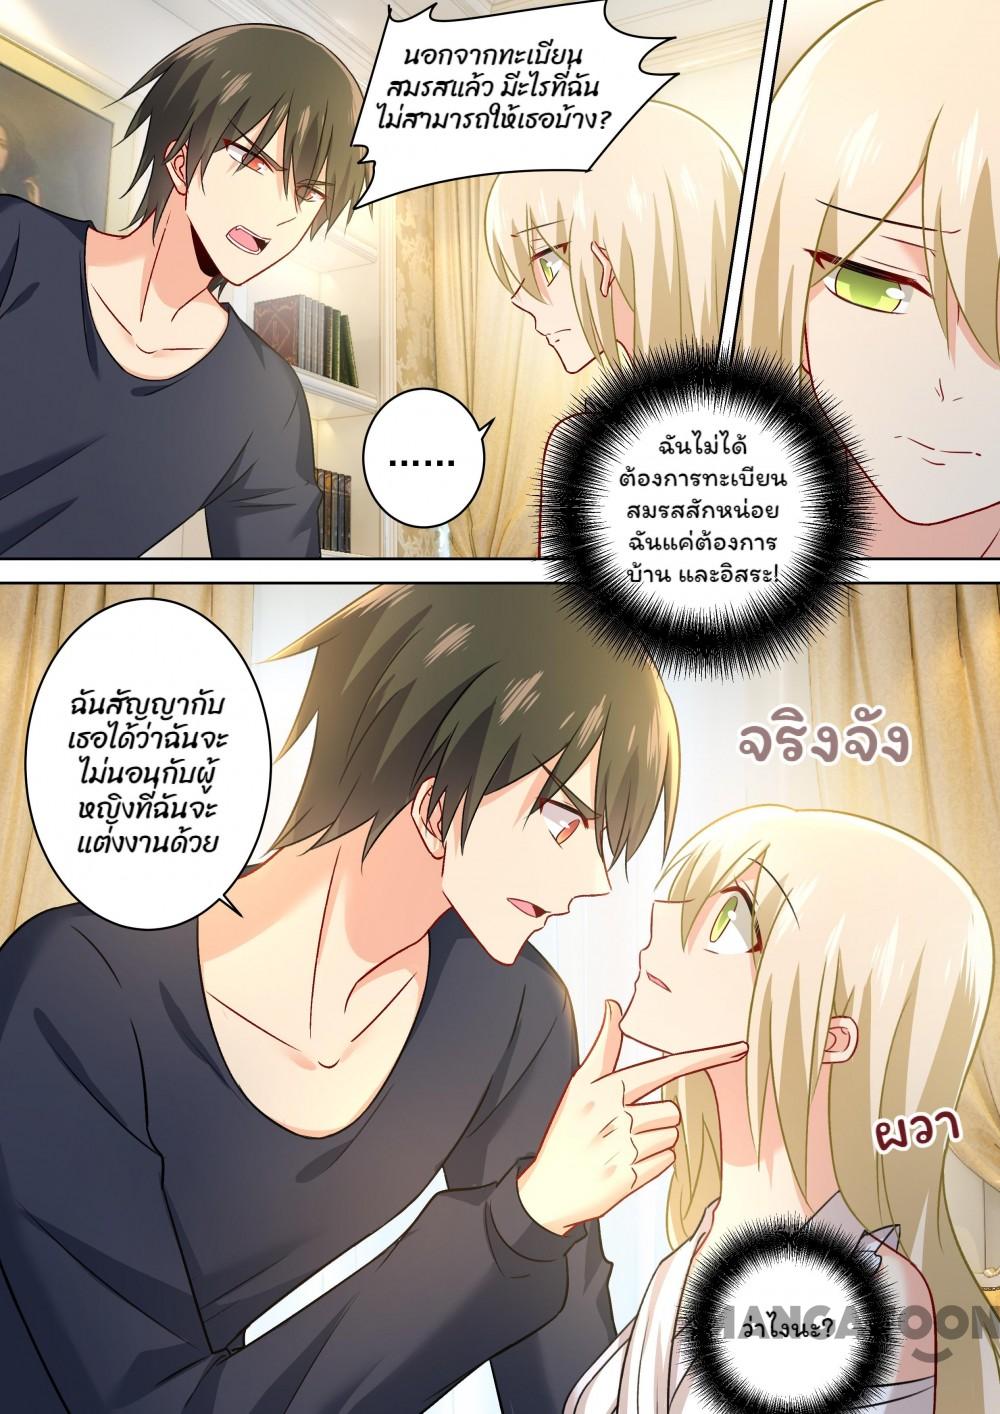 นอกจากทะเบียน
สมรสแล้ว มีะไรที่ฉัน
ไม่สามารถให้เธอบ้าง?
......
ฉันไม่ได้
ต้องการทะเบียน
สมรสสักหน่อย
ฉันแค่ต้องการ
บ้าน และอิสระ!
ฉันสัญญากับ
เธอได้ว่าฉันจะ
ไม่นอนกับผู้
หญิงที่ฉันจะ
แต่งงานด้วย
จริงจัง
ผวา
ว่าไงนะ?
MANGATOON